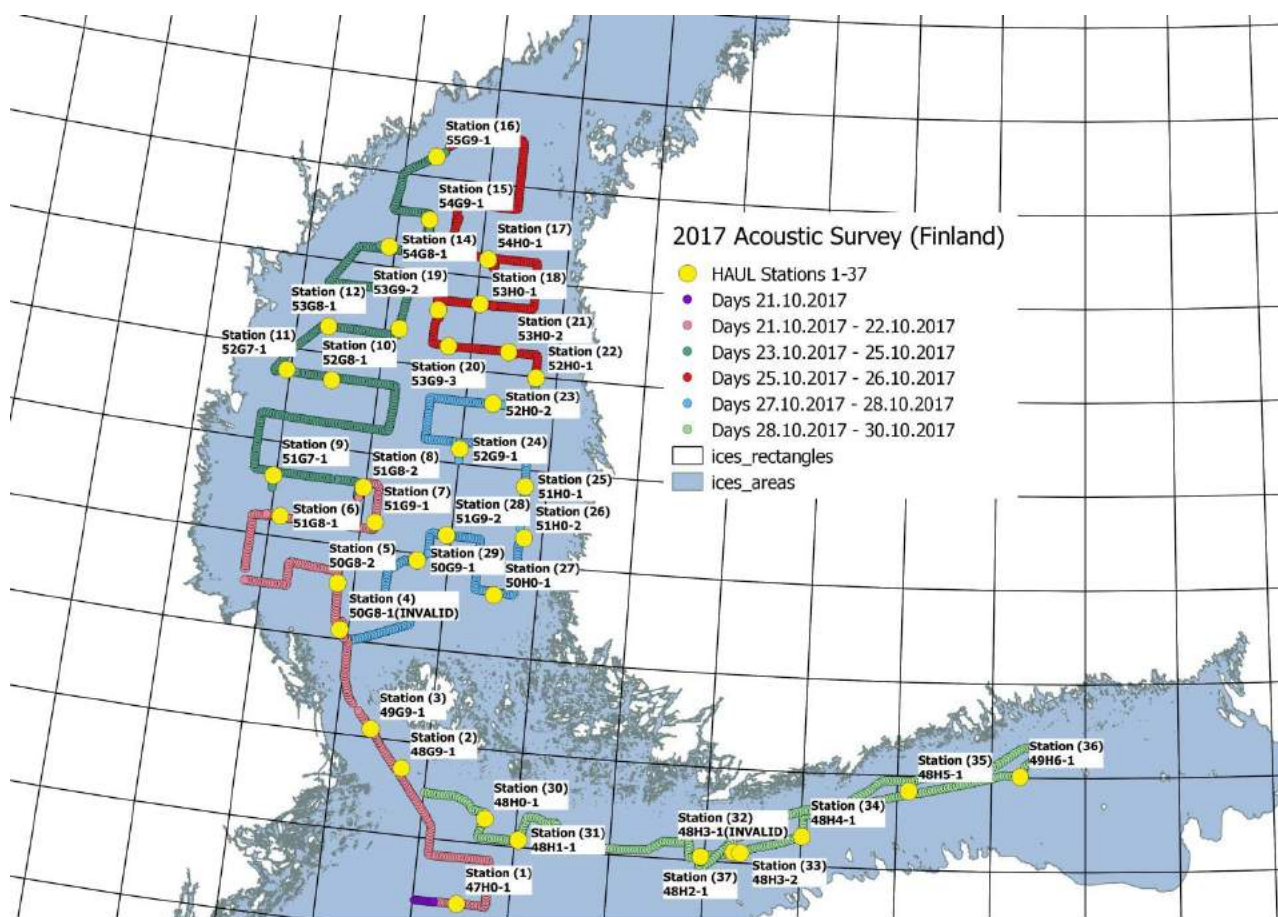 Station (16)
55G9-1
Station (15)
54G9-1
Station (17)
54H0-1
Station (14)
54G8-1
Station (18)
53H0-1
Station (19)
53G9-2
Station (12)
53G8-1
Station (21)
53H0-2
Station (11)
52G7-1
Station (10)
52G8-1
Station (22)
52H0-1
Station (20)
53G9-3
Station (23)
52H0-2
Station (24)
52G9-1
Station (9)
51G7-1
Station (8)
51G8-2
Station (25)
51H0-1
Station (7)
51G9-1
Station (28)
51G9-2
Station (6)
51G8-1
Station (26)
51H0-2
Station (5)
50G8-2
Station (29)
50G9-1
Station (27)
50H0-1
Station (4)
50G8-1(INVALID)
Station (3)
49G9-1
Station (2)
48G9-1
Station (30)
48H0-1
Station (31)
48H1-1
Station (1)
47H0-1
Station (32)
48H3-1(INVALID)
Station (37)
48H2-1
Station (33)
48H3-2
Station (34)
48H4-1
Station (35)
48H5-1
Station (36)
49H6-1
2017 Acoustic Survey (Finland)
HAUL Stations 1-37
Days 21.10.2017
Days 21.10.2017 - 22.10.2017
Days 23.10.2017 - 25.10.2017
Days 25.10.2017 - 26.10.2017
Days 27.10.2017 - 28.10.2017
Days 28.10.2017 - 30.10.2017
ices_rectangles
ices_areas